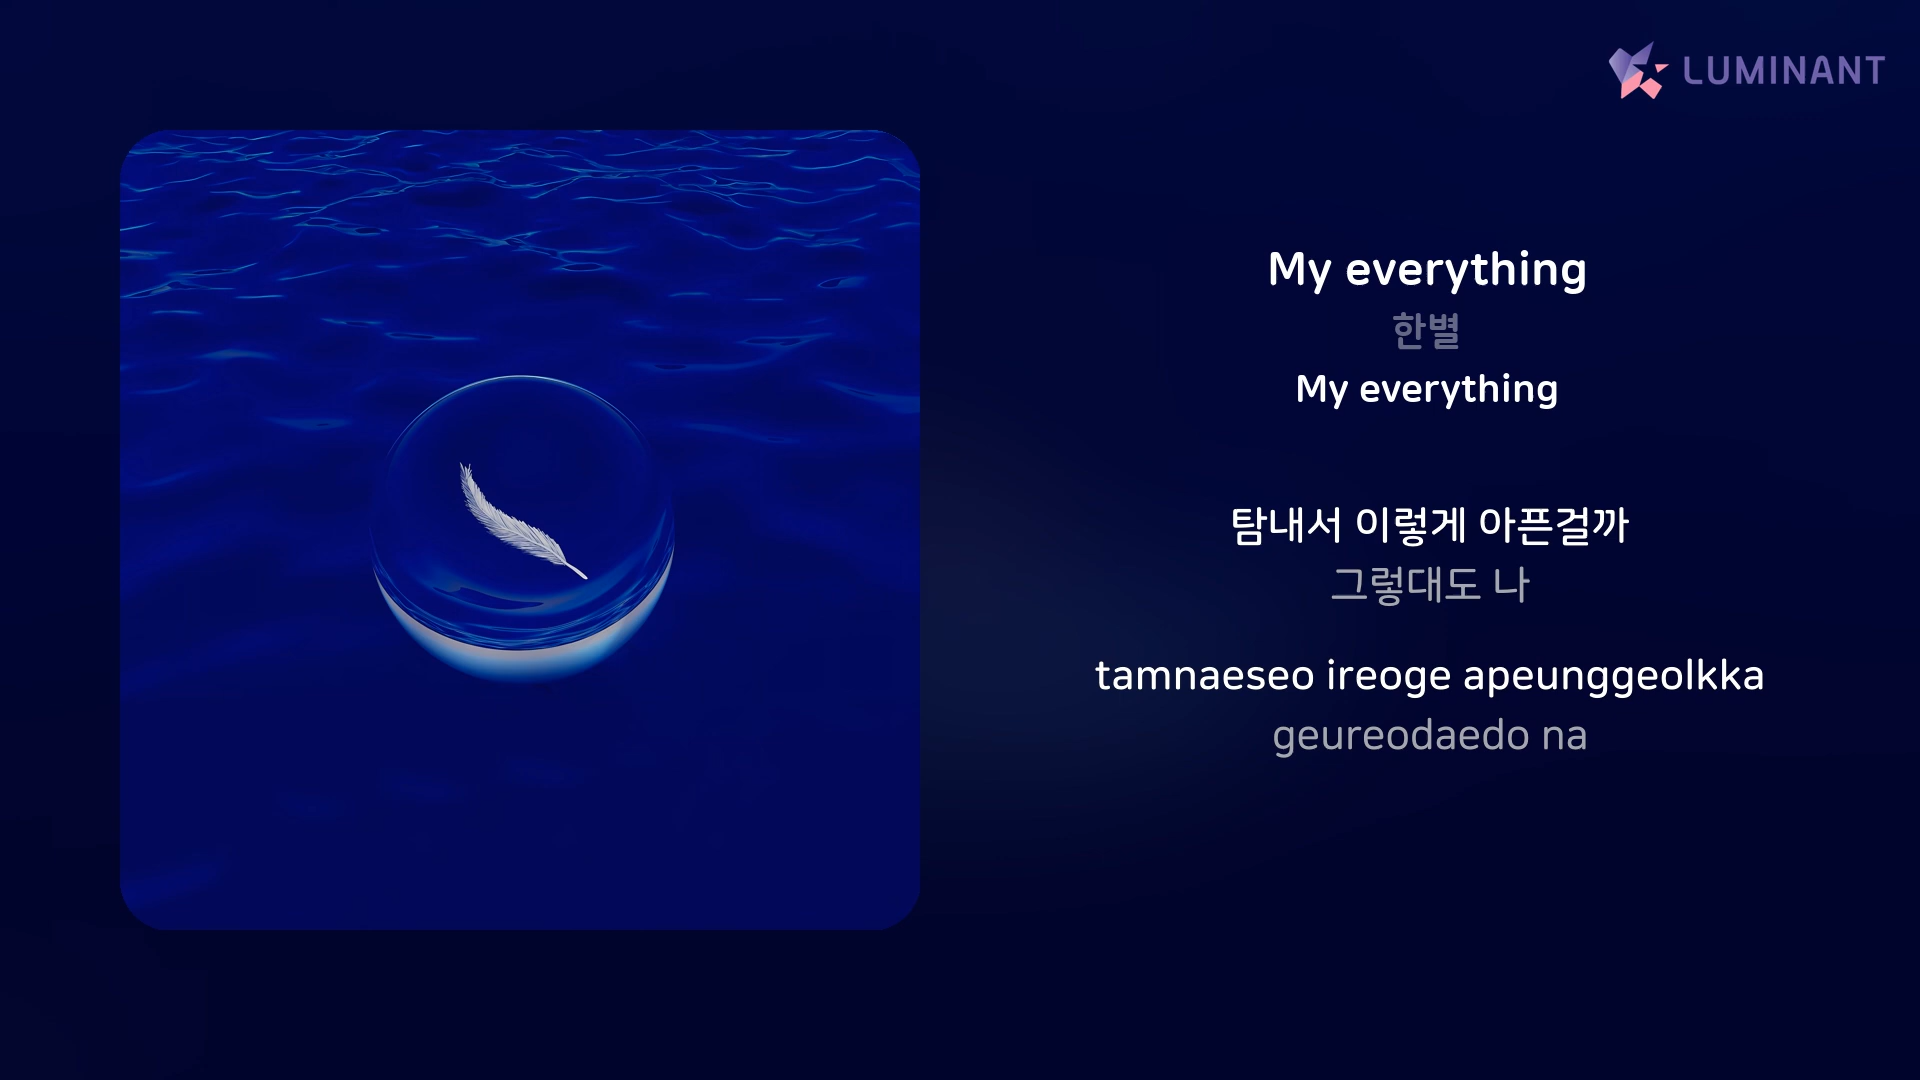 LUMINANT
My everything
한별
My everything
탐내서 이렇게 아픈걸까
그렇대도 나
tamnaeseo ireoge apeunggeolkka
geureodaedo na